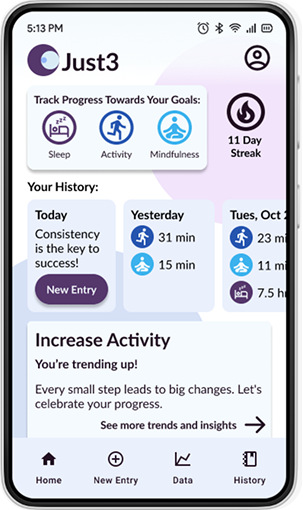 5:13 PM
Just3
Track Progress Towards Your Goals:
Sleep
Activity
Mindfulness
11 Day
Streak
Your History:
Today
Consistency
is the key to
success!
New Entry
Yesterday
31 min
15 min
Tues, Oct 2
23 mi
11 mi
7.5 h
Increase Activity
You're trending up!
Every small step leads to big changes. Let's
celebrate your progress.
See more trends and insights
Home
New Entry
Data
History